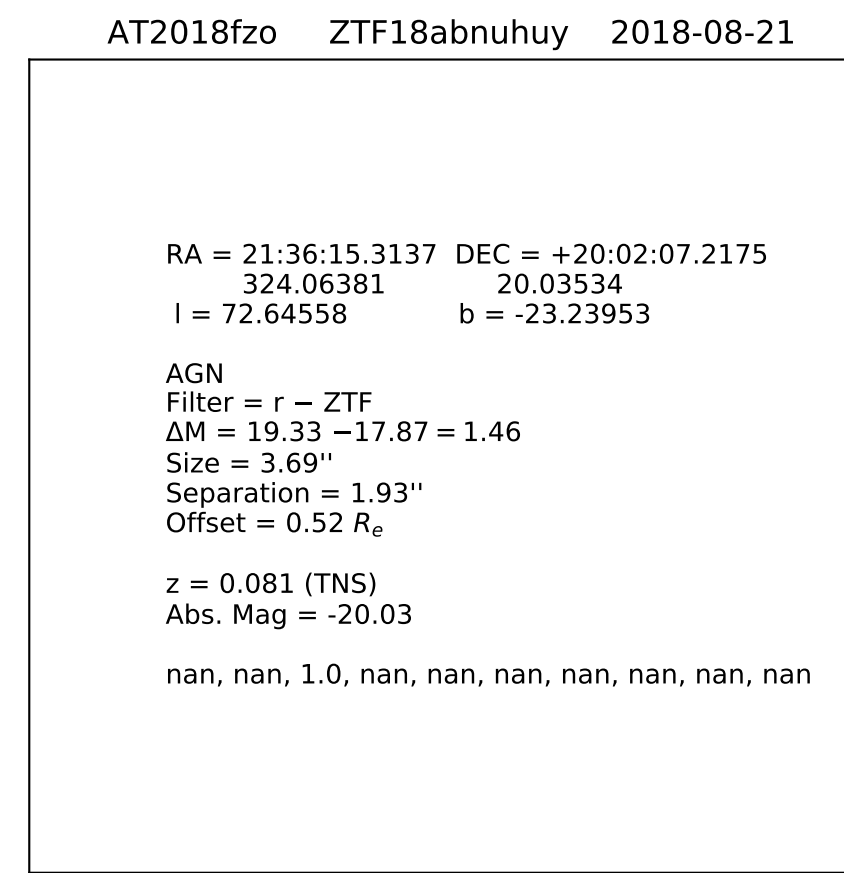 AT2018fzo ZTF18abnuhuy 2018-08-21
RA = 21:36:15.3137 DEC = +20:02:07.2175
324.06381 20.03534
l = 72.64558 b = -23.23953
AGN
Filter = r − ZTF
ΔM = 19.33 −17.87 = 1.46
Size = 3.69''
Separation = 1.93''
Offset = 0.52 Rₑ
z = 0.081 (TNS)
Abs. Mag = -20.03
nan, nan, 1.0, nan, nan, nan, nan, nan, nan, nan